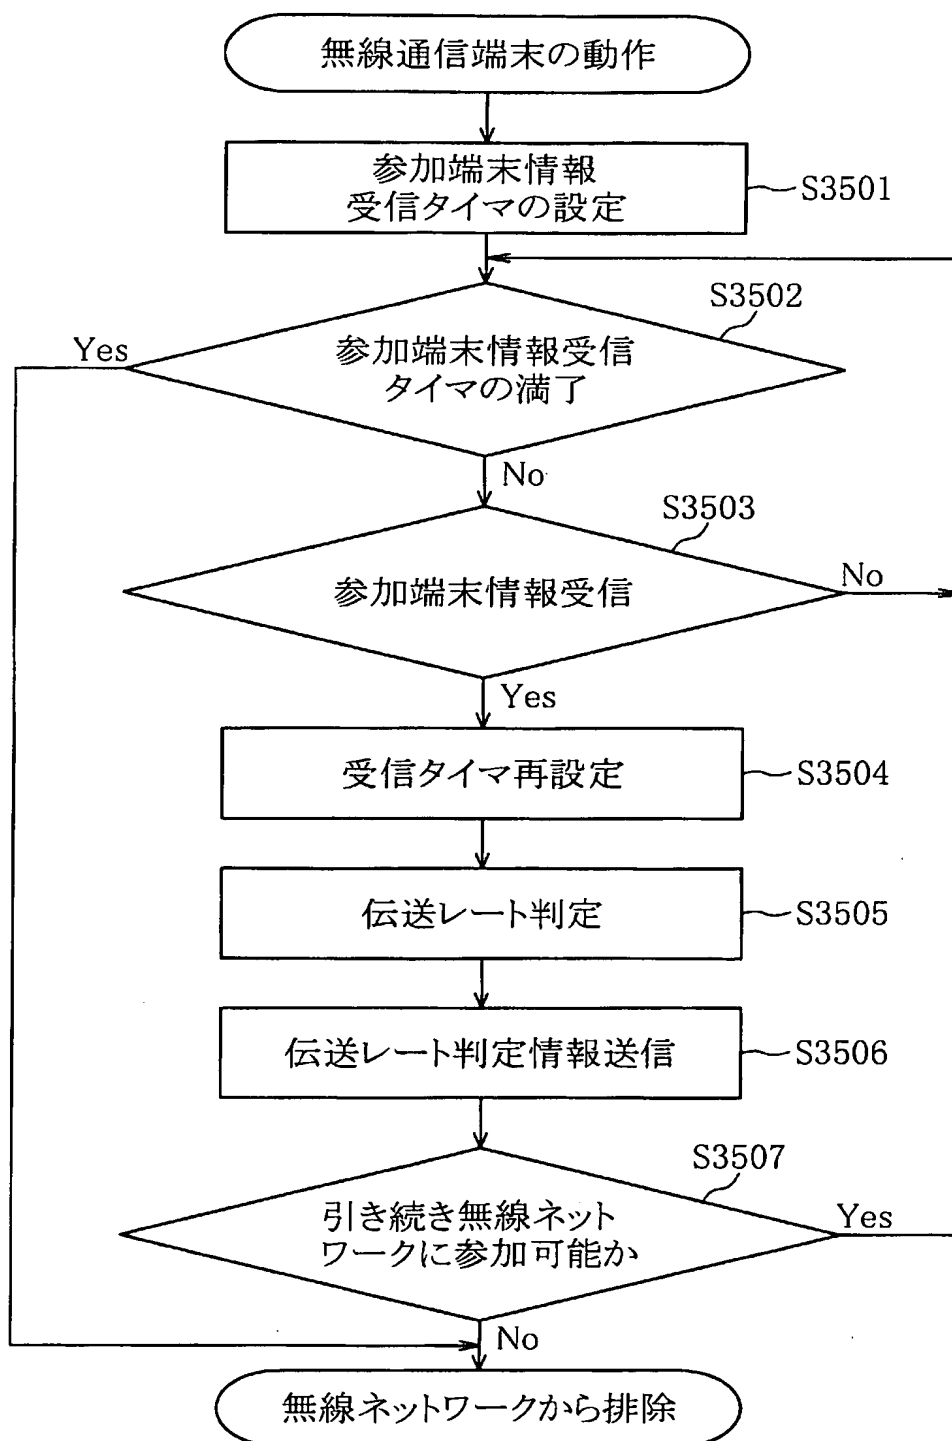 無線通信端末の動作
参加端末情報
受信タイマの設定
S3501
S3502
Yes
参加端末情報受信
タイマの満了
No
S3503
参加端末情報受信
No
Yes
受信タイマ再設定
S3504
伝送レート判定
S3505
伝送レート判定情報送信
S3506
S3507
引き続き無線ネット
ワークに参加可能か
Yes
No
無線ネットワークから排除